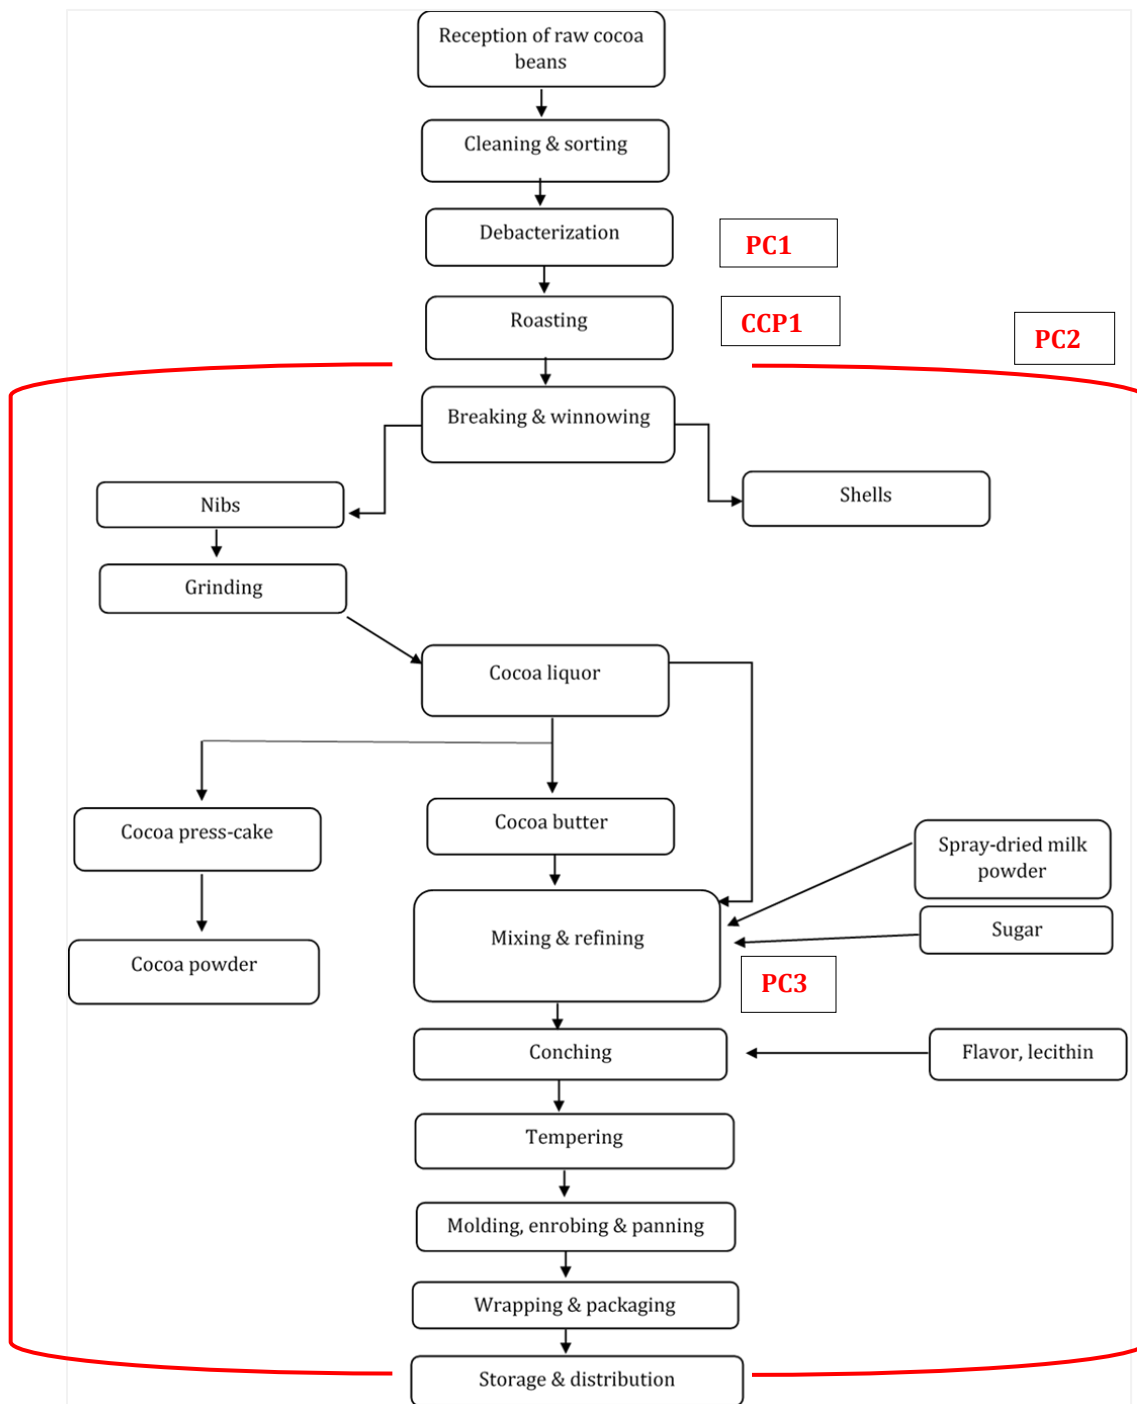 Reception of raw cocoa
beans
Cleaning & sorting
Debacterization
PC1
Roasting
CCP1
PC2
Breaking & winnowing
Nibs
Shells
Grinding
Cocoa liquor
Cocoa press-cake
Cocoa butter
Spray-dried milk
powder
Mixing & refining
Sugar
Cocoa powder
PC3
Conching
Flavor, lecithin
Tempering
Molding, enrobing & panning
Wrapping & packaging
Storage & distribution